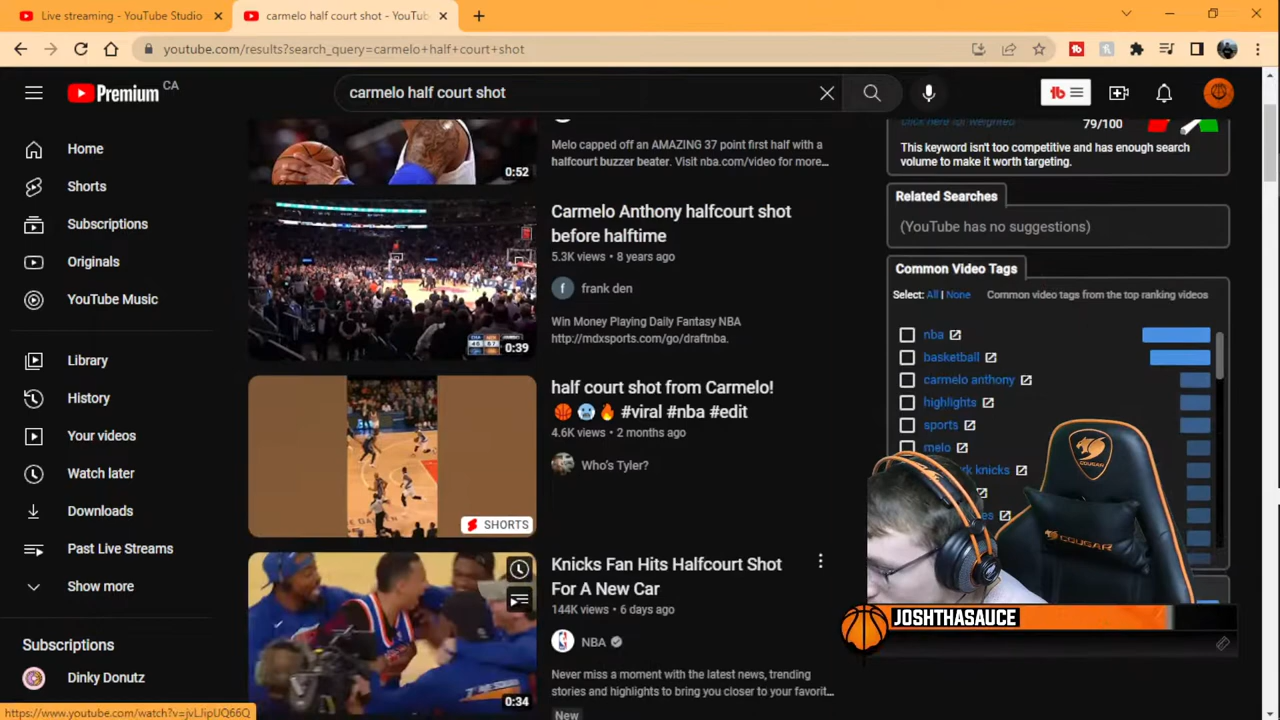 Live streaming - YouTube Studio
carmelo half court shot - YouTub
youtube.com/results?search_query=carmelo+half+court+shot
Premium CA
carmelo half court shot
tb
Home
Shorts
Subscriptions
Originals
YouTube Music
Library
History
Your videos
Watch later
Downloads
Past Live Streams
Show more
Subscriptions
Dinky Donutz
0:52
Melo capped off an AMAZING 37 point first half with a
halfcourt buzzer beater. Visit nba.com/video for more...
Carmelo Anthony halfcourt shot
before halftime
5.3K views • 8 years ago
f frank den
Win Money Playing Daily Fantasy NBA
http://mdxsports.com/go/draftnba.
0:39
half court shot from Carmelo!
🏀🥶🔥 #viral #nba #edit
4.6K views • 2 months ago
Who's Tyler?
SHORTS
Knicks Fan Hits Halfcourt Shot
For A New Car
144K views • 6 days ago
NBA
Never miss a moment with the latest news, trending
stories and highlights to bring you closer to your favorit...
New
0:34
79/100
This keyword isn't too competitive and has enough search
volume to make it worth targeting.
Related Searches
(YouTube has no suggestions)
Common Video Tags
Select: All | None Common video tags from the top ranking videos
nba
basketball
carmelo anthony
highlights
sports
melo
knicks
COUGAR
JOSHTHASAUCE
https://www.youtube.com/watch?v=jvLJipUQ66Q